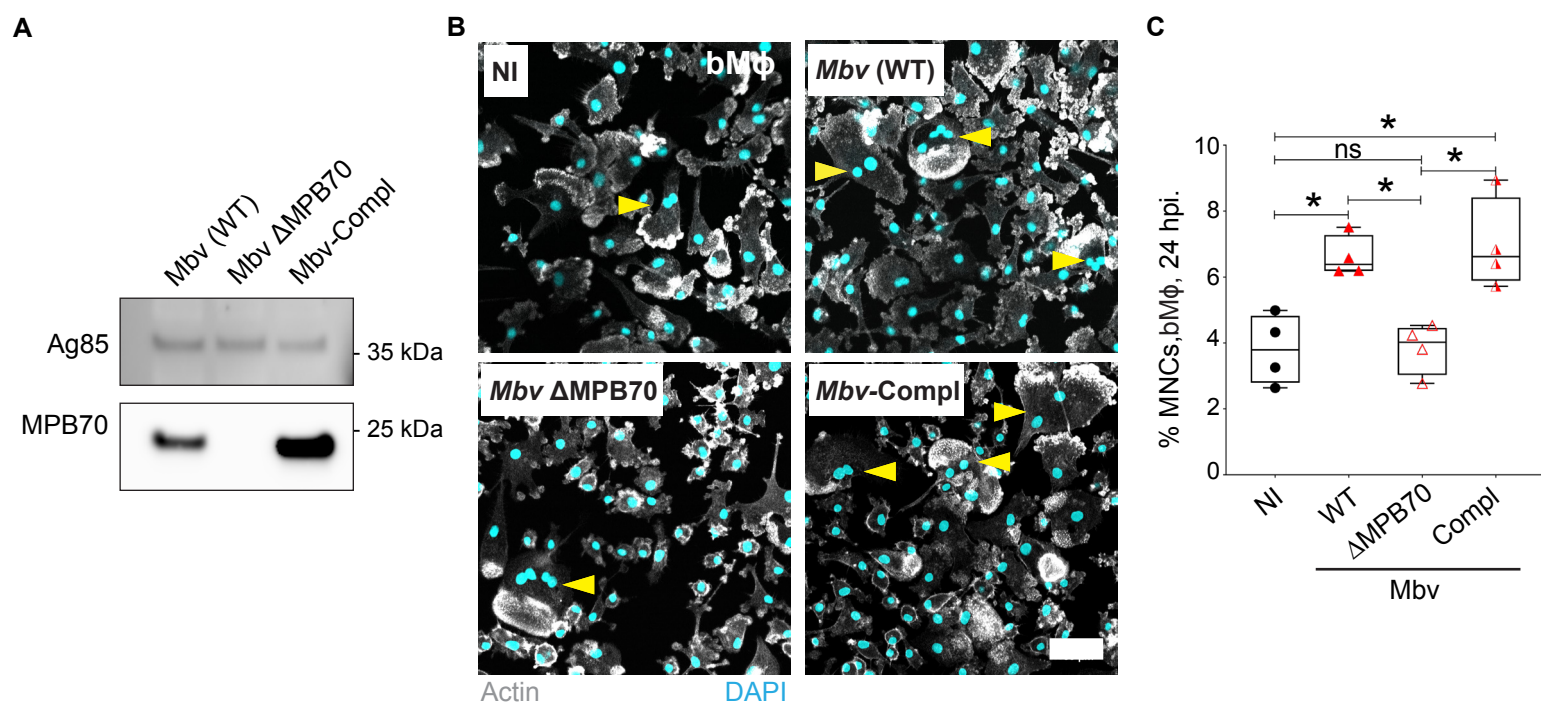 A
Mbv (WT)
Mbv ΔMPB70
Mbv-Compl
Ag85
35 kDa
MPB70
25 kDa
B
NI
bMϕ
Mbv (WT)
Mbv ΔMPB70
Mbv-Compl
Actin
DAPI
C
% MNCs,bMϕ, 24 hpi.
10
8
6
4
2
0
*
ns
*
*
*
NI
WT
ΔMPB70
Compl
Mbv